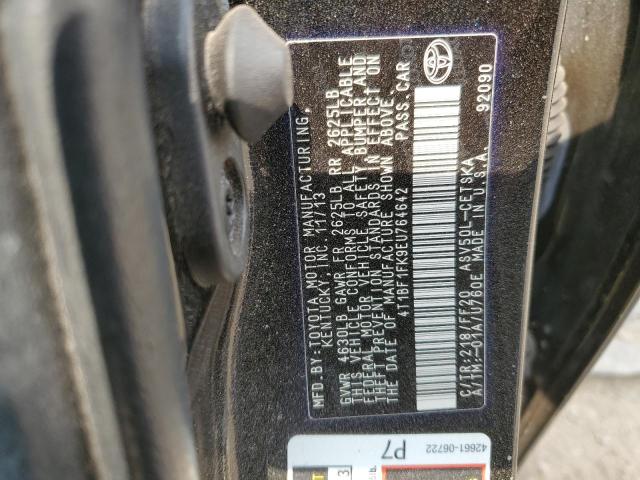 MFD.BY:TOYOTA MOTOR MANUFACTURING,
KENTUCKY, INC. 11/13
GVWR 4630LB GAWR FR 2625LB RR 2625LB
THIS VEHICLE CONFORMS TO ALL APPLICABLE
FEDERAL MOTOR VEHICLE SAFETY, BUMPER AND
THEFT PREVENTION STANDARDS IN EFFECT ON
THE DATE OF MANUFACTURE SHOWN ABOVE.
4T1BF1FK9EU764642 PASS.CAR
C/TR:208/FF20 ASV50L-CETSKA
A/TM:-01A/U760E MADE IN U.S.A.
92090
42661-06722
P7